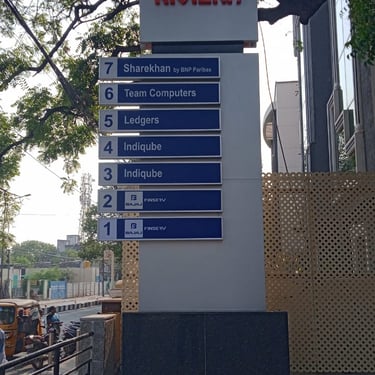 7 Sharekhan by BNP Paribas
6 Team Computers
5 Ledgers
4 Indiqube
3 Indiqube
2 BAJAJ FINSERV
1 BAJAJ FINSERV